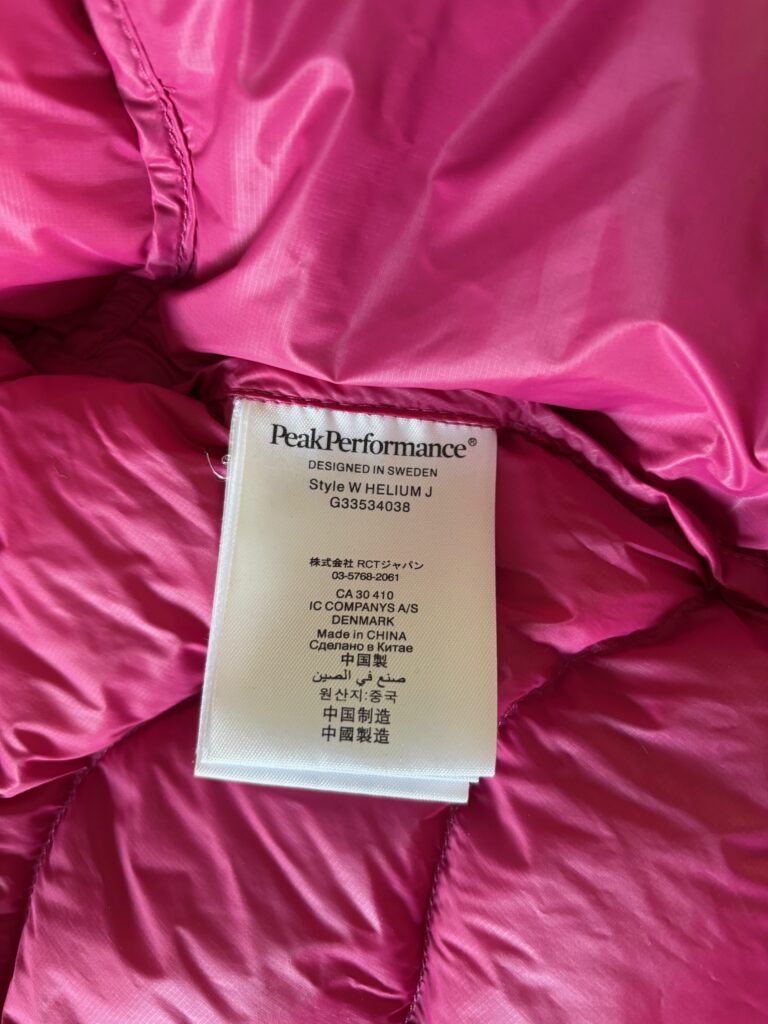 PeakPerformance®
DESIGNED IN SWEDEN
Style W HELIUM J
G33534038
株式会社 RCTジャパン
03-5768-2061
CA 30 410
IC COMPANYS A/S
DENMARK
Made in CHINA
Сделано в Китае
中国製
صنع في الصين
원산지:중국
中国制造
中國製造